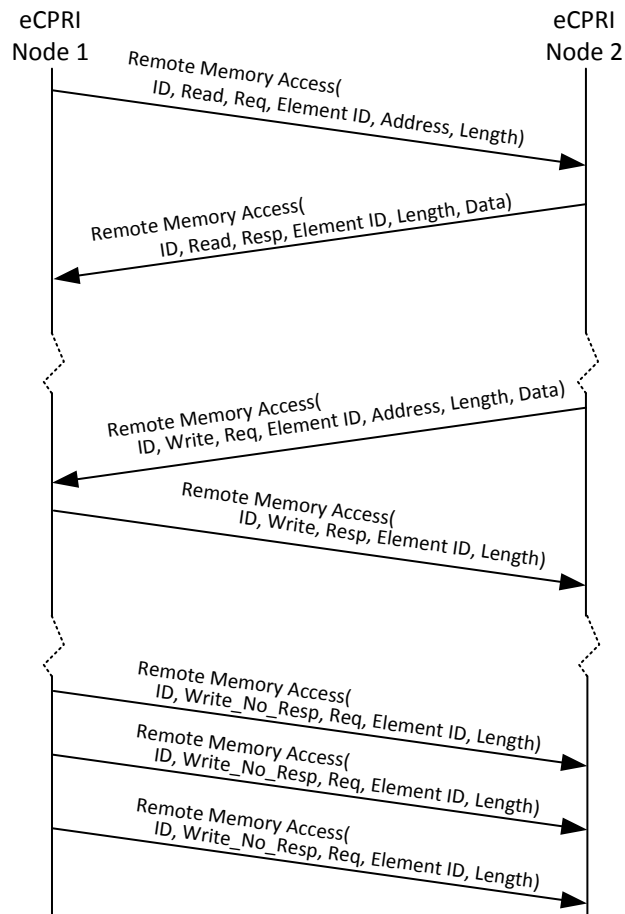 eCPRI
Node 1
eCPRI
Node 2
Remote Memory Access(
ID, Read, Req, Element ID, Address, Length)
Remote Memory Access(
ID, Read, Resp, Element ID, Length, Data)
Remote Memory Access(
ID, Write, Req, Element ID, Address, Length, Data)
Remote Memory Access(
ID, Write, Resp, Element ID, Length)
Remote Memory Access(
ID, Write_No_Resp, Req, Element ID, Length)
Remote Memory Access(
ID, Write_No_Resp, Req, Element ID, Length)
Remote Memory Access(
ID, Write_No_Resp, Req, Element ID, Length)